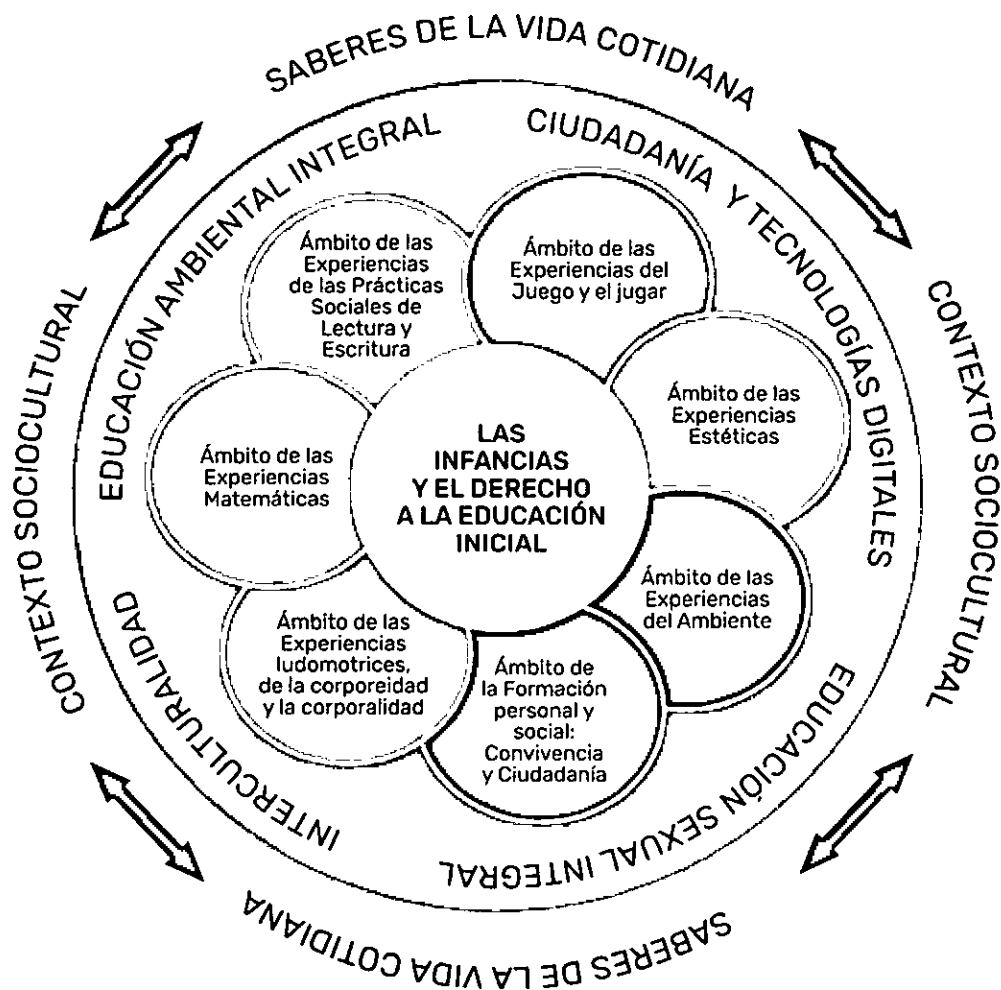 SABERES DE LA VIDA COTIDIANA
EDUCACIÓN AMBIENTAL INTEGRAL
CIUDADANÍA Y TECNOLOGÍAS DIGITALES
CONTEXTO SOCIOCULTURAL
CONTEXTO SOCIOCULTURAL
Ámbito de las
Experiencias
de las Prácticas
Sociales de
Lectura y
Escritura
Ámbito de las
Experiencias del
Juego y el jugar
Ámbito de las
Experiencias
Estéticas
Ámbito de las
Experiencias
Matemáticas
LAS
INFANCIAS
Y EL DERECHO
A LA EDUCACIÓN
INICIAL
Ámbito de las
Experiencias
del Ambiente
Ámbito de las
Experiencias
ludomotrices,
de la corporeidad
y la corporalidad
Ámbito de
la Formación
personal y
social:
Convivencia
y Ciudadanía
INTERCULTURALIDAD
EDUCACIÓN SEXUAL INTEGRAL
SABERES DE LA VIDA COTIDIANA